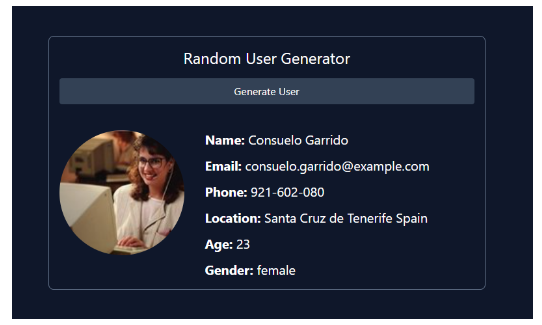 Random User Generator
Generate User
Name: Consuelo Garrido
Email: consuelo.garrido@example.com
Phone: 921-602-080
Location: Santa Cruz de Tenerife Spain
Age: 23
Gender: female